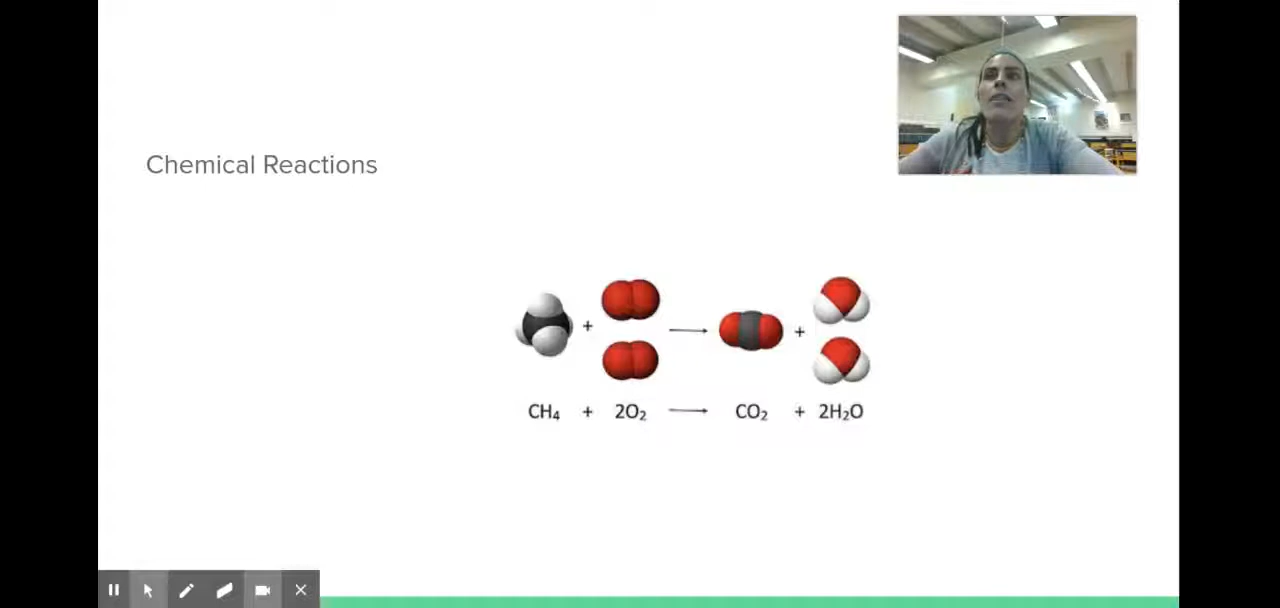 Chemical Reactions
+ → +
CH₄ + 2O₂ → CO₂ + 2H₂O